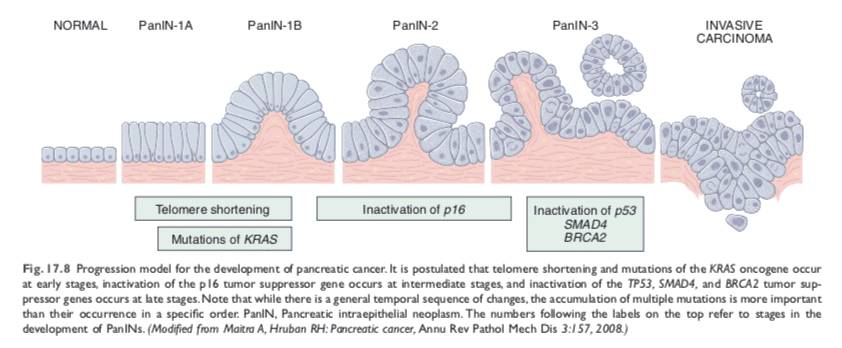 NORMAL
PanIN-1A
PanIN-1B
PanIN-2
PanIN-3
INVASIVE
CARCINOMA
Telomere shortening
Mutations of KRAS
Inactivation of p16
Inactivation of p53
SMAD4
BRCA2
Fig. 17.8 Progression model for the development of pancreatic cancer. It is postulated that telomere shortening and mutations of the KRAS oncogene occur
at early stages, inactivation of the p16 tumor suppressor gene occurs at intermediate stages, and inactivation of the TP53, SMAD4, and BRCA2 tumor sup-
pressor genes occurs at late stages. Note that while there is a general temporal sequence of changes, the accumulation of multiple mutations is more important
than their occurrence in a specific order. PanIN, Pancreatic intraepithelial neoplasm. The numbers following the labels on the top refer to stages in the
development of PanINs. (Modified from Maitra A, Hruban RH: Pancreatic cancer, Annu Rev Pathol Mech Dis 3:157, 2008.)